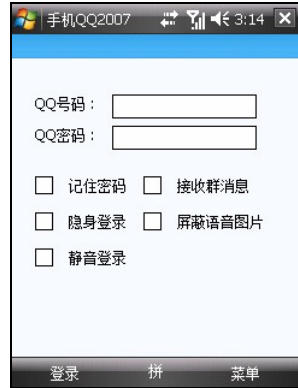 手机QQ2007 3:14
QQ号码：
QQ密码：
记住密码 接收群消息
隐身登录 屏蔽语音图片
静音登录
登录 拼 菜单